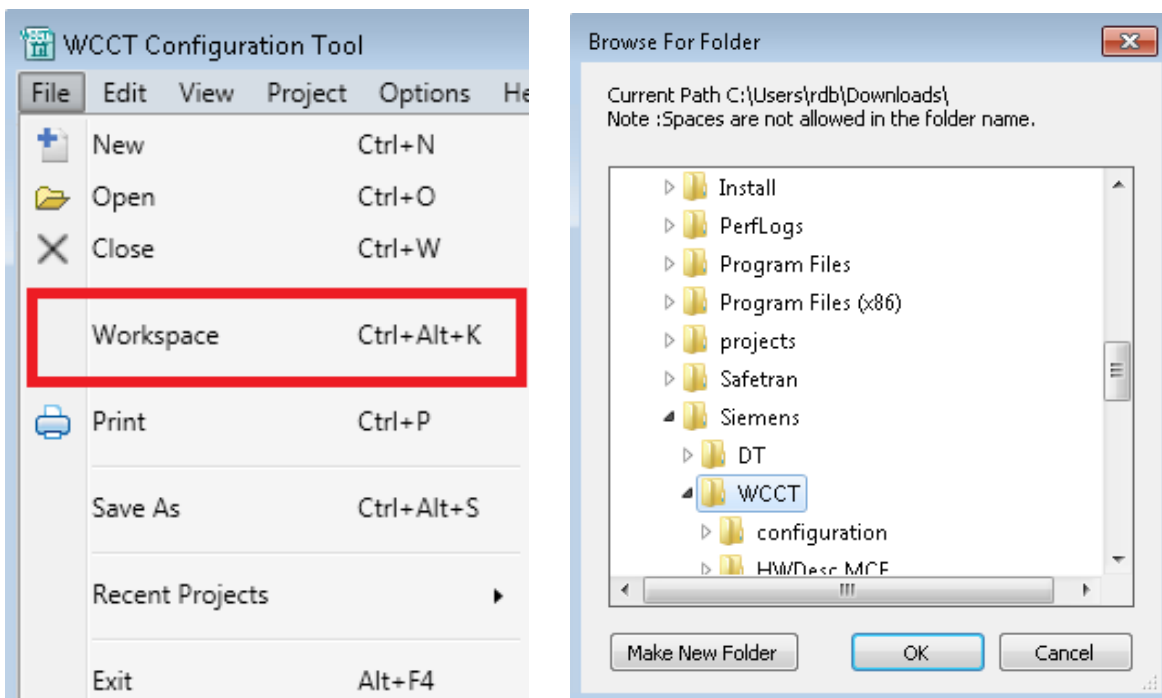 WCCT Configuration Tool
File Edit View Project Options He
New Ctrl+N
Open Ctrl+O
Close Ctrl+W
Workspace Ctrl+Alt+K
Print Ctrl+P
Save As Ctrl+Alt+S
Recent Projects
Exit Alt+F4
Browse For Folder
Current Path C:\Users\rdb\Downloads\
Note :Spaces are not allowed in the folder name.
Install
PerfLogs
Program Files
Program Files (x86)
projects
Safetran
Siemens
DT
WCCT
configuration
HWDesc MCF
Make New Folder OK Cancel